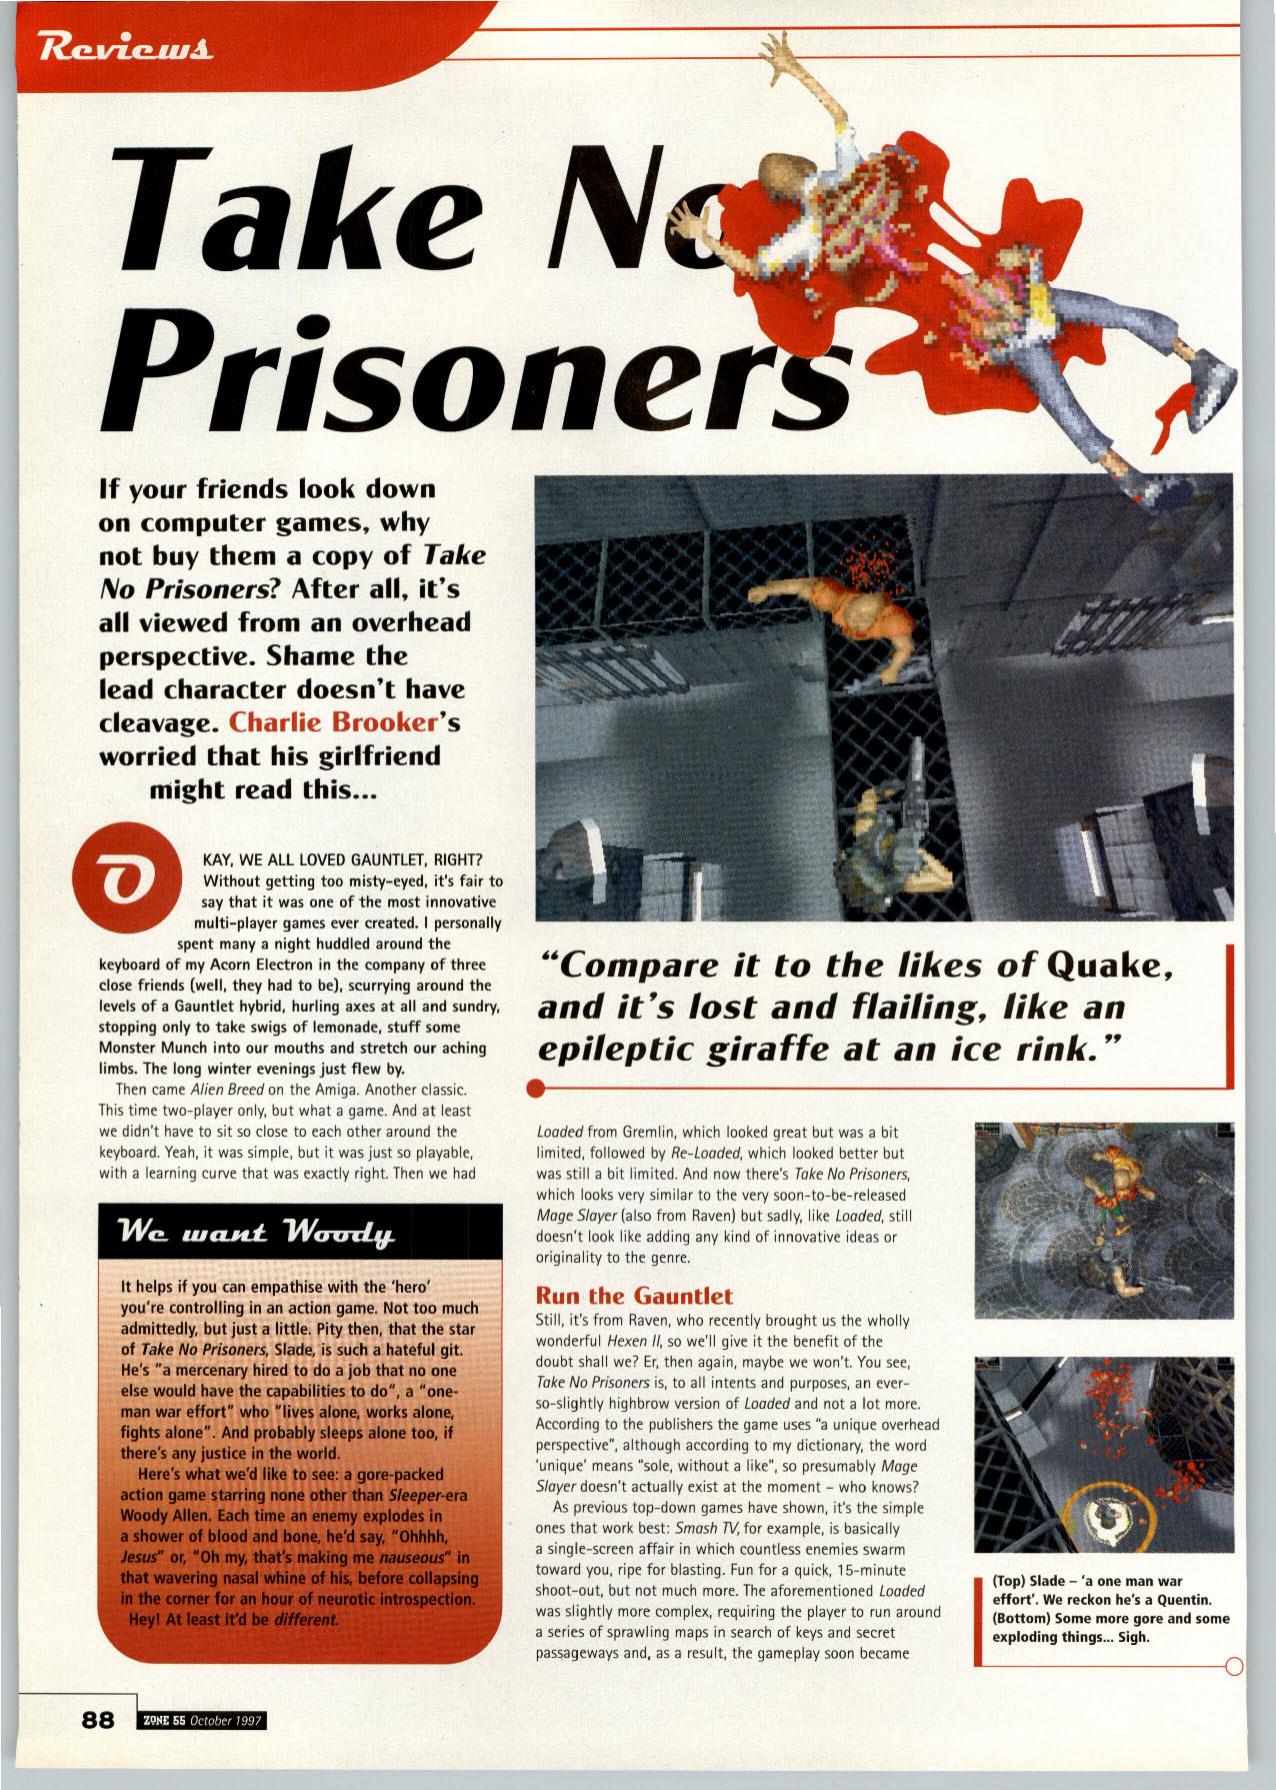 Reviews
Take No
Prisoners
If your friends look down
on computer games, why
not buy them a copy of Take
No Prisoners? After all, it's
all viewed from an overhead
perspective. Shame the
lead character doesn't have
cleavage. Charlie Brooker's
worried that his girlfriend
might read this...
O
KAY, WE ALL LOVED GAUNTLET, RIGHT?
Without getting too misty-eyed, it's fair to
say that it was one of the most innovative
multi-player games ever created. I personally
spent many a night huddled around the
keyboard of my Acorn Electron in the company of three
close friends (well, they had to be), scurrying around the
levels of a Gauntlet hybrid, hurling axes at all and sundry,
stopping only to take swigs of lemonade, stuff some
Monster Munch into our mouths and stretch our aching
limbs. The long winter evenings just flew by.
Then came Alien Breed on the Amiga. Another classic.
This time two-player only, but what a game. And at least
we didn't have to sit so close to each other around the
keyboard. Yeah, it was simple, but it was just so playable,
with a learning curve that was exactly right. Then we had
We want Woody
It helps if you can empathise with the 'hero'
you're controlling in an action game. Not too much
admittedly, but just a little. Pity then, that the star
of Take No Prisoners, Slade, is such a hateful git.
He's "a mercenary hired to do a job that no one
else would have the capabilities to do", a "one-
man war effort" who "lives alone, works alone,
fights alone". And probably sleeps alone too, if
there's any justice in the world.
Here's what we'd like to see: a gore-packed
action game starring none other than Sleeper-era
Woody Allen. Each time an enemy explodes in
a shower of blood and bone, he'd say, "Ohhhh,
Jesus" or, "Oh my, that's making me nauseous" in
that wavering nasal whine of his, before collapsing
in the corner for an hour of neurotic introspection.
Hey! At least it'd be different.
"Compare it to the likes of Quake,
and it's lost and flailing, like an
epileptic giraffe at an ice rink."
Loaded from Gremlin, which looked great but was a bit
limited, followed by Re-Loaded, which looked better but
was still a bit limited. And now there's Take No Prisoners,
which looks very similar to the very soon-to-be-released
Mage Slayer (also from Raven) but sadly, like Loaded, still
doesn't look like adding any kind of innovative ideas or
originality to the genre.
Run the Gauntlet
Still, it's from Raven, who recently brought us the wholly
wonderful Hexen II, so we'll give it the benefit of the
doubt shall we? Er, then again, maybe we won't. You see,
Take No Prisoners is, to all intents and purposes, an ever-
so-slightly highbrow version of Loaded and not a lot more.
According to the publishers the game uses "a unique overhead
perspective", although according to my dictionary, the word
'unique' means "sole, without a like", so presumably Mage
Slayer doesn't actually exist at the moment – who knows?
As previous top-down games have shown, it's the simple
ones that work best: Smash TV, for example, is basically
a single-screen affair in which countless enemies swarm
toward you, ripe for blasting. Fun for a quick, 15-minute
shoot-out, but not much more. The aforementioned Loaded
was slightly more complex, requiring the player to run around
a series of sprawling maps in search of keys and secret
passageways and, as a result, the gameplay soon became
(Top) Slade – 'a one man war
effort'. We reckon he's a Quentin.
(Bottom) Some more gore and some
exploding things... Sigh.
88 ZONE 55 October 1997